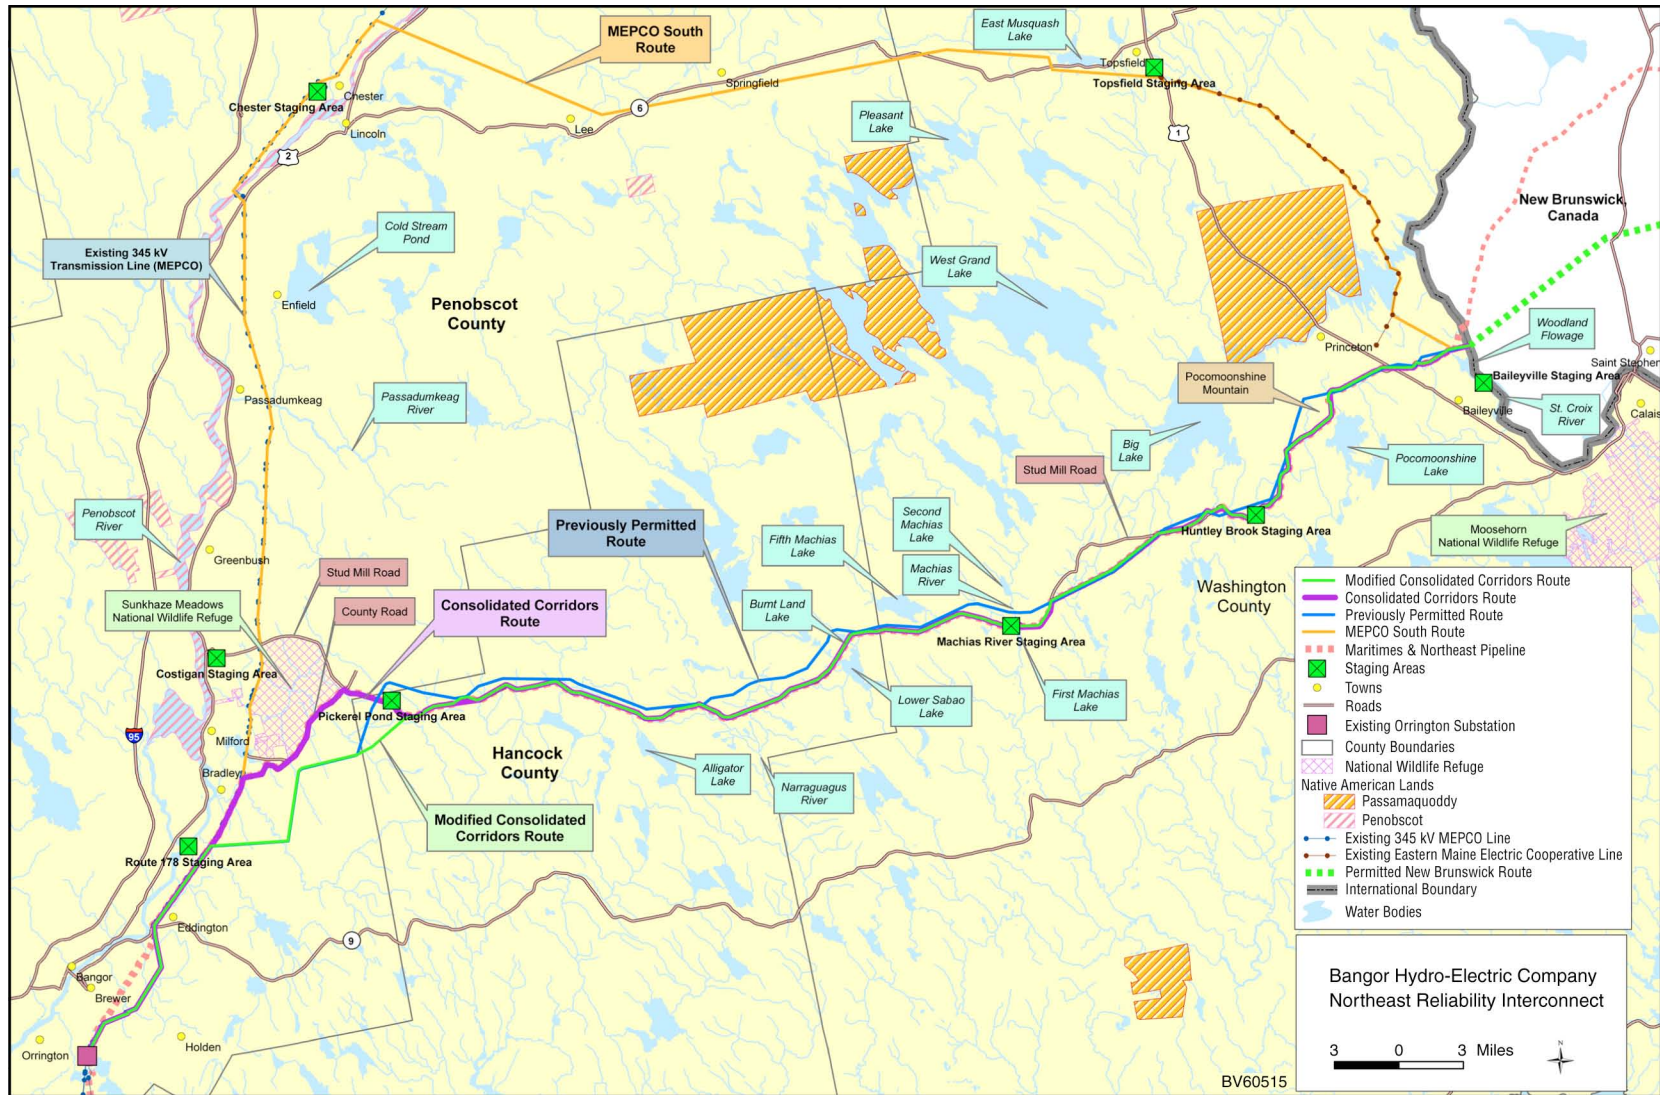 MEPCO South
Route
East Musquash
Lake
Topsfield
Topsfield Staging Area
Springfield
Chester
Chester Staging Area
Lincoln
Lee
6
2
1
Pleasant
Lake
New Brunswick,
Canada
Cold Stream
Pond
Existing 345 kV
Transmission Line (MEPCO)
West Grand
Lake
Enfield
Penobscot
County
Woodland
Flowage
Princeton
Saint Stephen
Baileyville Staging Area
Pocomoonshine
Mountain
Passadumkeag
Passadumkeag
River
Baileyville
St. Croix
River
Calais
Big
Lake
Pocomoonshine
Lake
Stud Mill Road
Penobscot
River
Second
Machias
Lake
Previously Permitted
Route
Fifth Machias
Lake
Huntley Brook Staging Area
Moosehorn
National Wildlife Refuge
Greenbush
Stud Mill Road
Machias
River
Washington
County
Sunkhaze Meadows
National Wildlife Refuge
County Road
Consolidated Corridors
Route
Burnt Land
Lake
Machias River Staging Area
Costigan Staging Area
Pickerel Pond Staging Area
Lower Sabao
Lake
First Machias
Lake
95
Milford
Hancock
County
Bradley
Alligator
Lake
Narraguagus
River
Modified Consolidated
Corridors Route
Route 178 Staging Area
Eddington
9
Bangor
Brewer
Orrington
Holden
Modified Consolidated Corridors Route
Consolidated Corridors Route
Previously Permitted Route
MEPCO South Route
Maritimes & Northeast Pipeline
Staging Areas
Towns
Roads
Existing Orrington Substation
County Boundaries
National Wildlife Refuge
Native American Lands
Passamaquoddy
Penobscot
Existing 345 kV MEPCO Line
Existing Eastern Maine Electric Cooperative Line
Permitted New Brunswick Route
International Boundary
Water Bodies
Bangor Hydro-Electric Company
Northeast Reliability Interconnect
3 0 3 Miles
N
BV60515